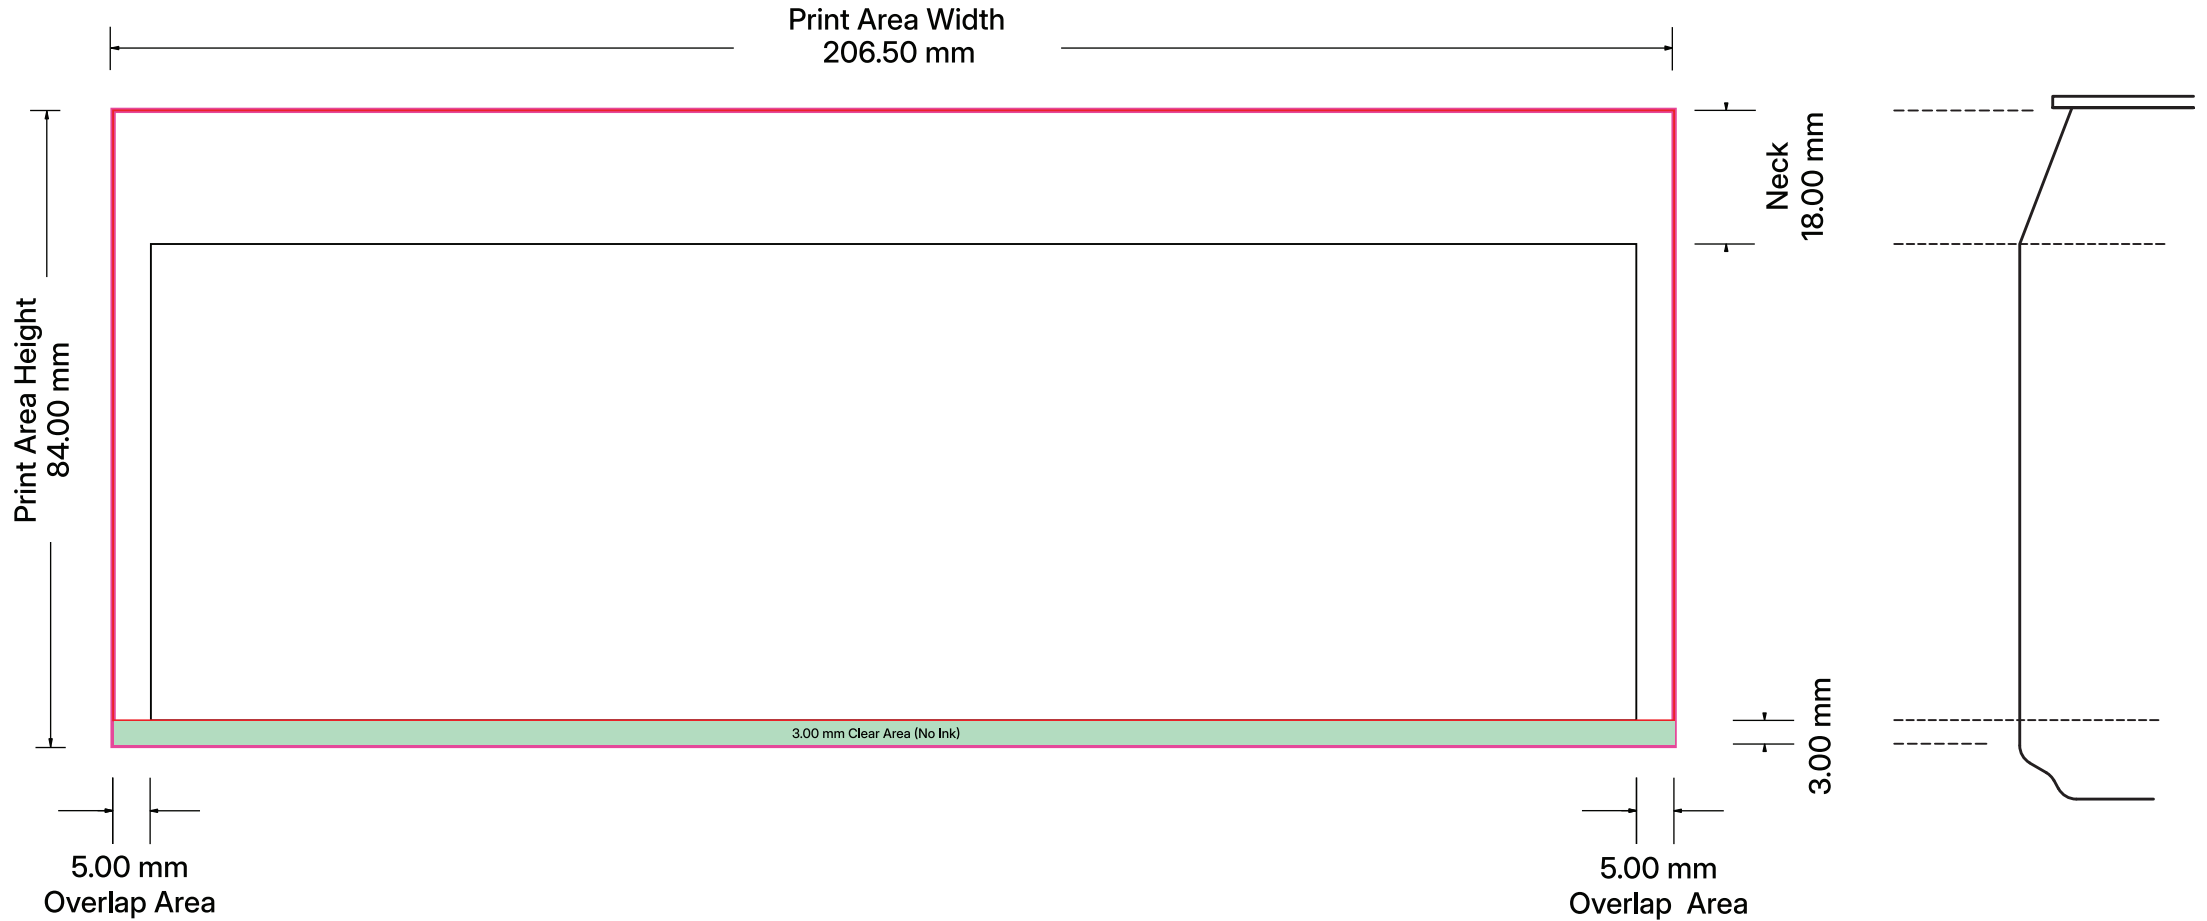 Print Area Width
206.50 mm
Neck
18.00 mm
Print Area Height
84.00 mm
3.00 mm Clear Area (No Ink)
3.00 mm
5.00 mm
Overlap Area
5.00 mm
Overlap Area